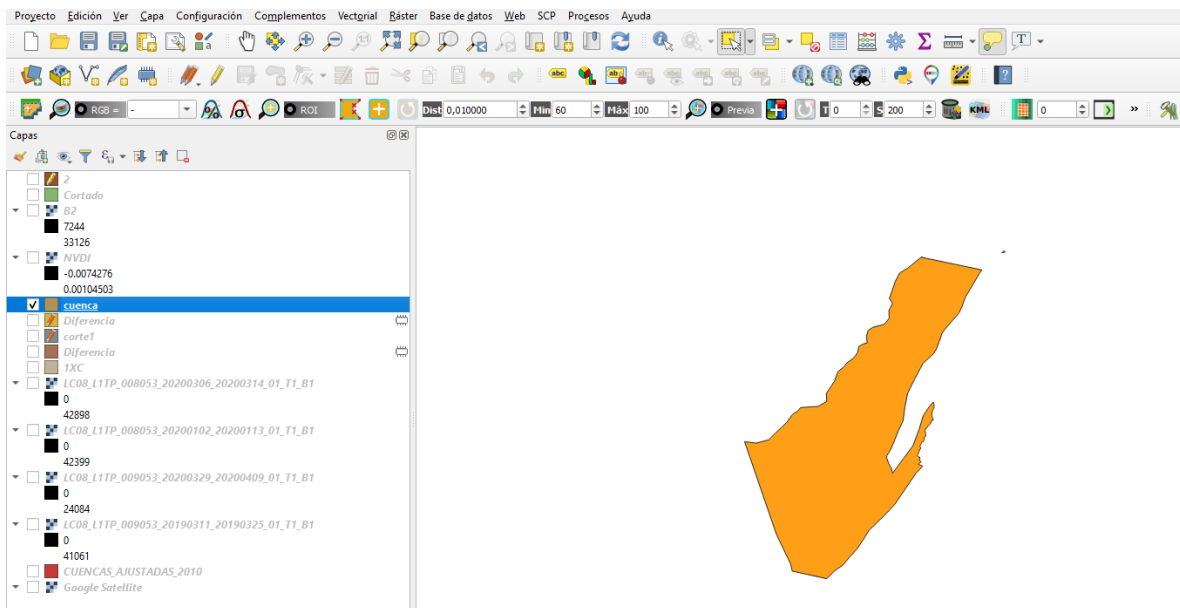 Proyecto Edición Ver Capa Configuración Complementos Vectorial Ráster Base de datos Web SCP Procesos Ayuda
abc abc
RGB = - ROI Dist 0,010000 Min 60 Máx 100 Previa T 0 S 200 KML 0 »
Capas
2
Cortado
B2
7244
33126
NVDI
-0.0074276
0.00104503
cuenca
Diferencia
corte1
Diferencia
1XC
LC08_L1TP_008053_20200306_20200314_01_T1_B1
0
42898
LC08_L1TP_008053_20200102_20200113_01_T1_B1
0
42399
LC08_L1TP_009053_20200329_20200409_01_T1_B1
0
24084
LC08_L1TP_009053_20190311_20190325_01_T1_B1
0
41061
CUENCAS_AJUSTADAS_2010
Google Satellite